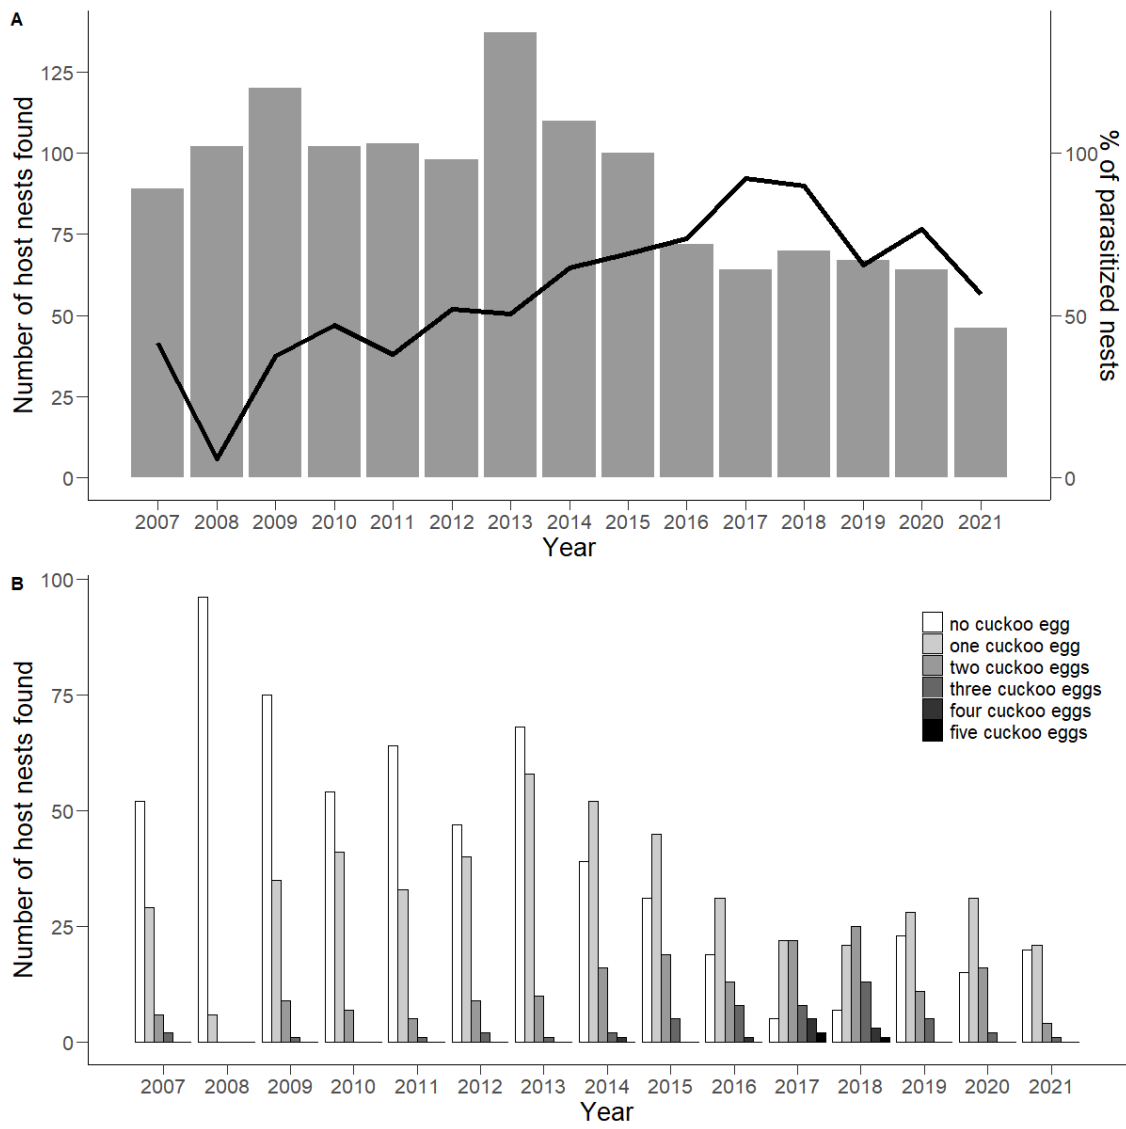 A
Number of host nests found
125
100
75
50
25
0
% of parasitized nests
100
50
0
2007 2008 2009 2010 2011 2012 2013 2014 2015 2016 2017 2018 2019 2020 2021
Year
B
Number of host nests found
100
75
50
25
0
no cuckoo egg
one cuckoo egg
two cuckoo eggs
three cuckoo eggs
four cuckoo eggs
five cuckoo eggs
2007 2008 2009 2010 2011 2012 2013 2014 2015 2016 2017 2018 2019 2020 2021
Year